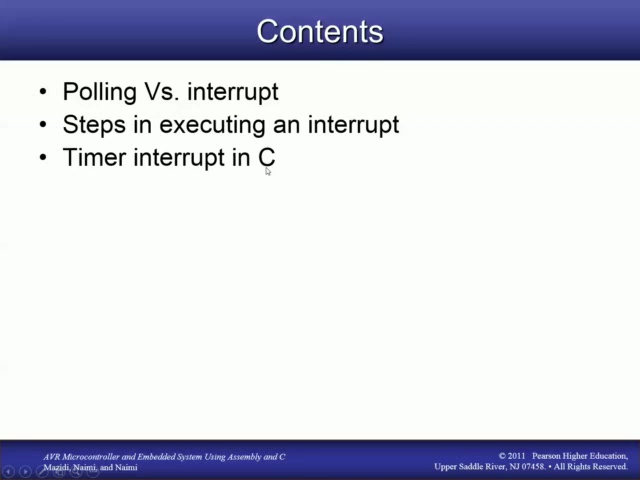 Contents
• Polling Vs. interrupt
• Steps in executing an interrupt
• Timer interrupt in C
AVR Microcontroller and Embedded System Using Assembly and C
Mazidi, Naimi, and Naimi
© 2011 Pearson Higher Education,
Upper Saddle River, NJ 07458. • All Rights Reserved.